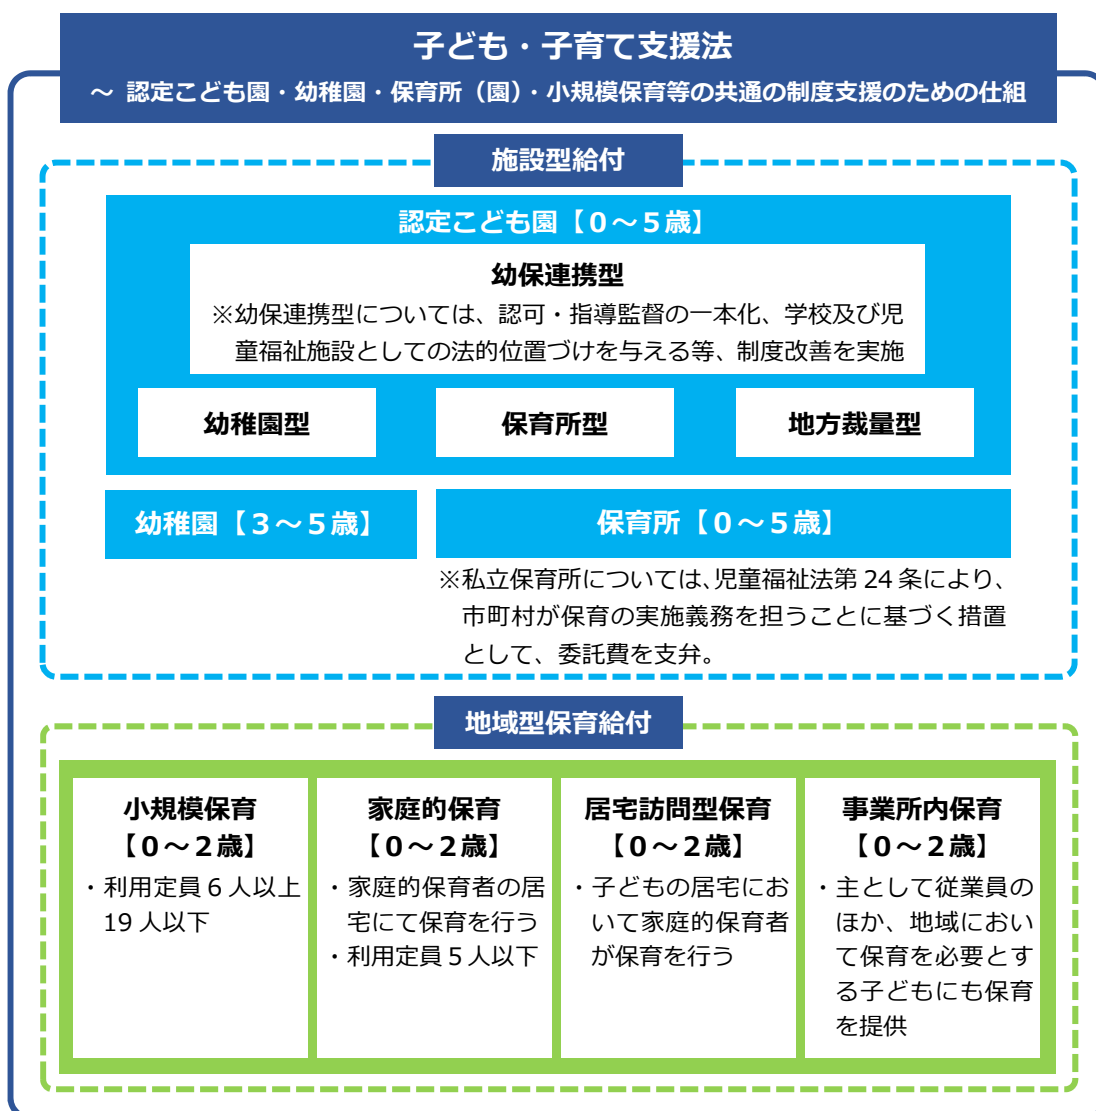 子ども・子育て支援法
～ 認定こども園・幼稚園・保育所（園）・小規模保育等の共通の制度支援のための仕組
施設型給付
認定こども園【０～５歳】
幼保連携型
※幼保連携型については、認可・指導監督の一本化、学校及び児
童福祉施設としての法的位置づけを与える等、制度改善を実施
幼稚園型
保育所型
地方裁量型
幼稚園【３～５歳】
保育所【０～５歳】
※私立保育所については、児童福祉法第 24 条により、
市町村が保育の実施義務を担うことに基づく措置
として、委託費を支弁。
地域型保育給付
小規模保育
【０～２歳】
・利用定員６人以上
19 人以下
家庭的保育
【０～２歳】
・家庭的保育者の居
宅にて保育を行う
・利用定員５人以下
居宅訪問型保育
【０～２歳】
・子どもの居宅にお
いて家庭的保育者
が保育を行う
事業所内保育
【０～２歳】
・主として従業員の
ほか、地域におい
て保育を必要とす
る子どもにも保育
を提供